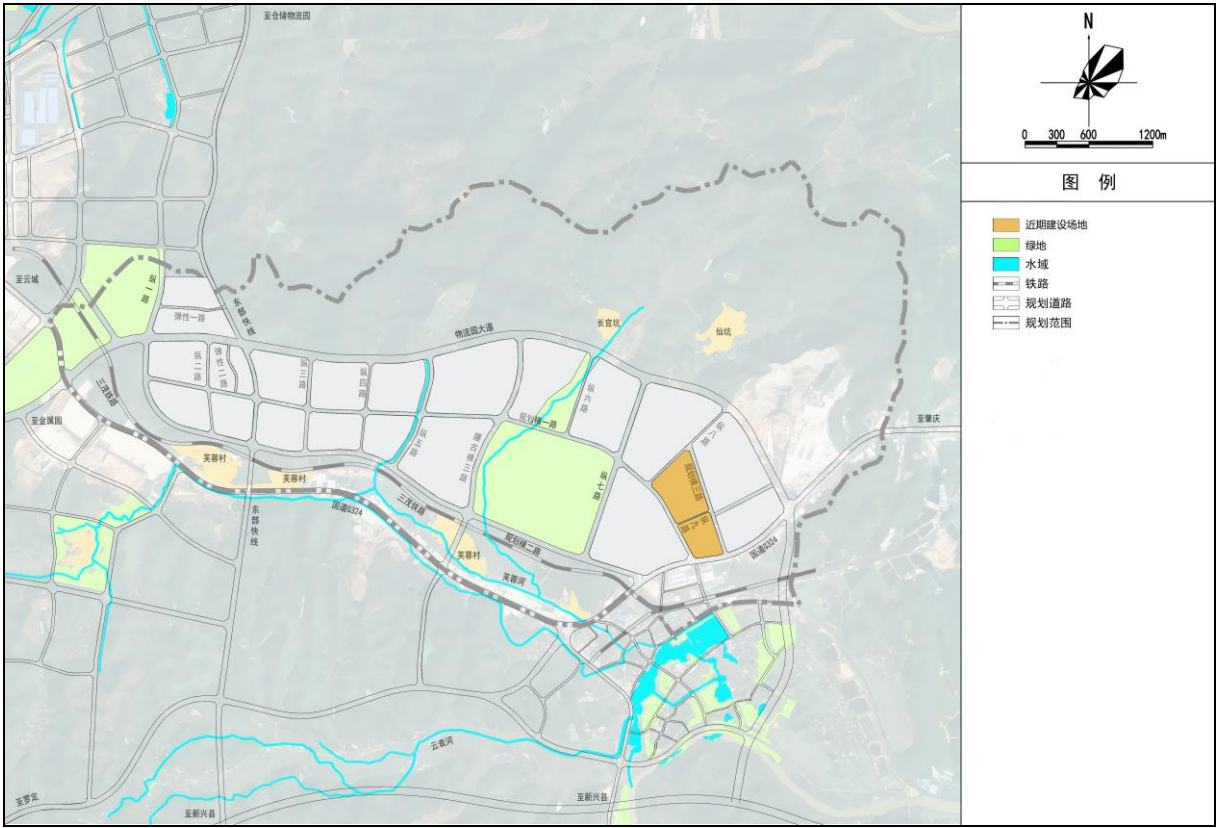 至仓储物流园
N
0 300 600 1200m
图 例
近期建设场地
绿地
水域
铁路
规划道路
规划范围
至云城
纵一路
东部快线
弹性一路
长官坑
仙坑
物流园大道
纵二路
弹性二路
纵三路
纵四路
纵六路
三茂铁路
至金属园
规划横一路
至肇庆
纵五路
纵八路
芙蓉村
芙蓉村
纵七路
规划横三路
国道G324
三茂铁路
纵九路
东部快线
规划横二路
国道G324
芙蓉村
芙蓉河
云表河
至罗定
至新兴县
至新兴县